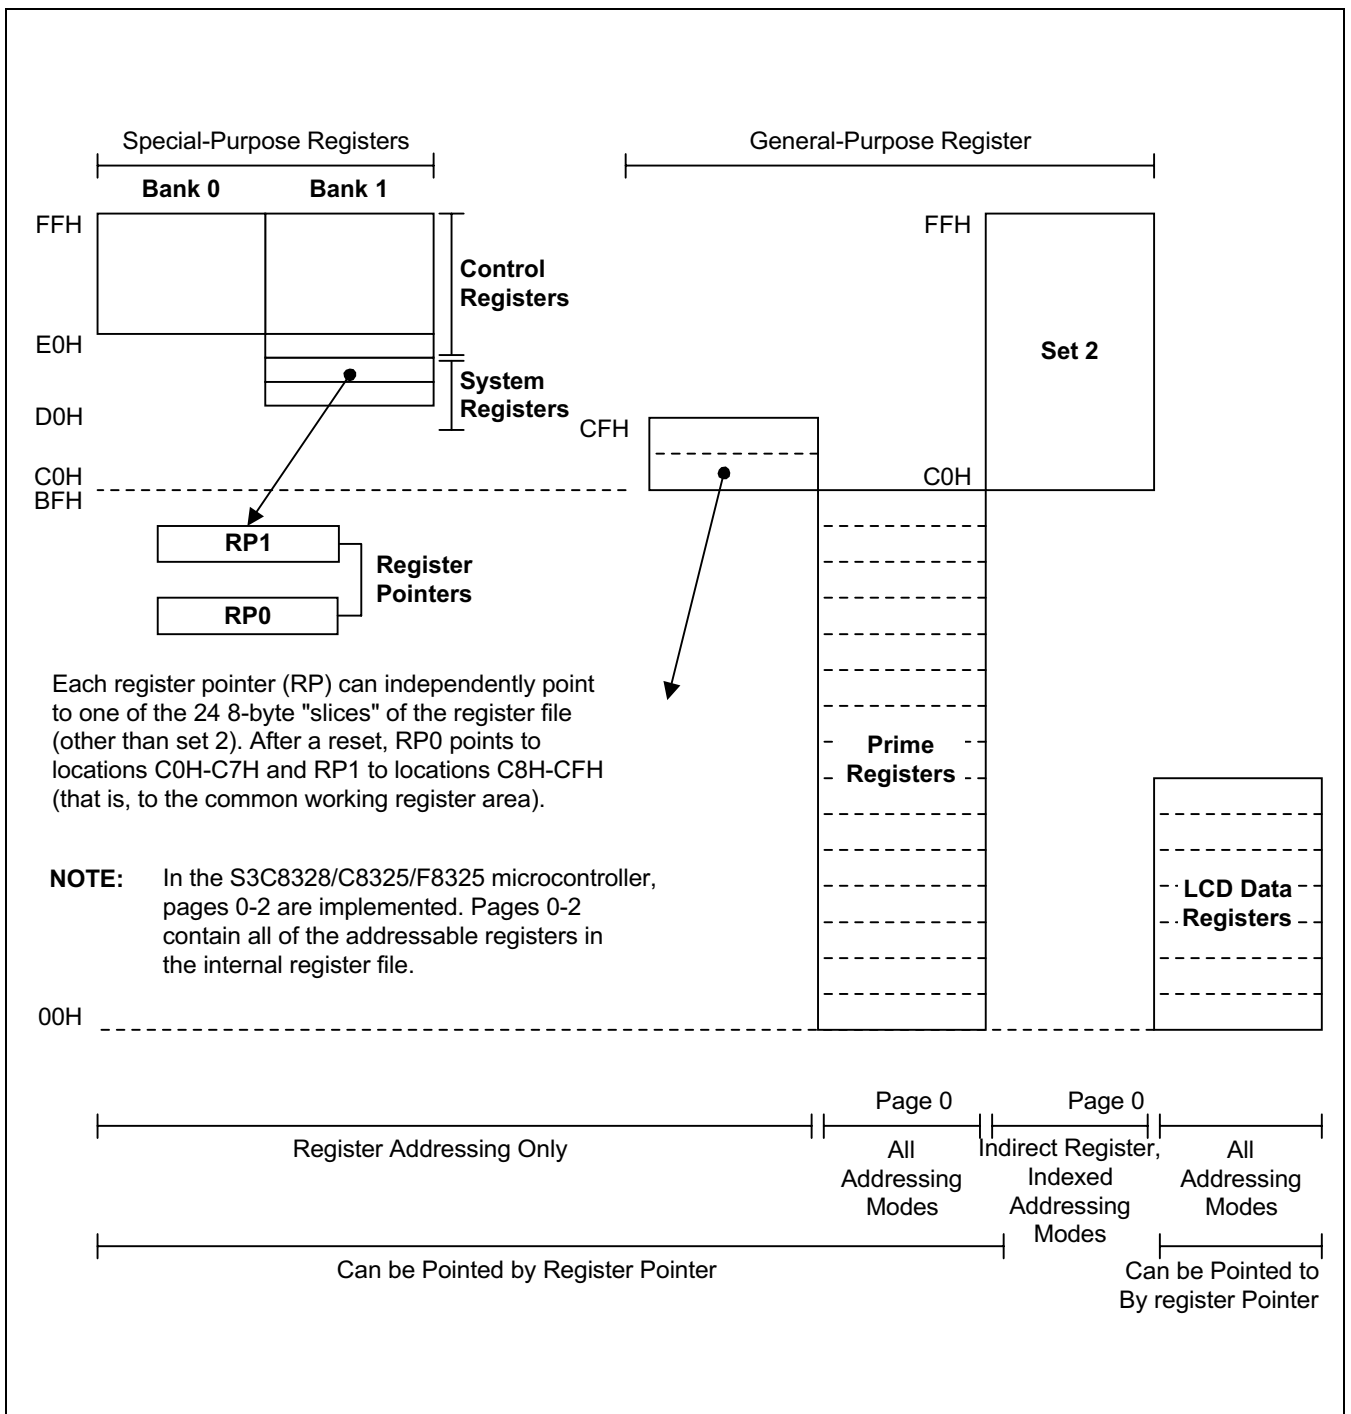 Special-Purpose Registers
General-Purpose Register
Bank 0
Bank 1
FFH
FFH
Control
Registers
E0H
Set 2
System
Registers
D0H
CFH
C0H
C0H
BFH
RP1
Register
Pointers
RP0
Each register pointer (RP) can independently point
to one of the 24 8-byte "slices" of the register file
(other than set 2). After a reset, RP0 points to
locations C0H-C7H and RP1 to locations C8H-CFH
(that is, to the common working register area).
Prime
Registers
NOTE: In the S3C8328/C8325/F8325 microcontroller,
pages 0-2 are implemented. Pages 0-2
contain all of the addressable registers in
the internal register file.
LCD Data
Registers
00H
Page 0
Page 0
Register Addressing Only
All
Addressing
Modes
Indirect Register,
Indexed
Addressing
Modes
All
Addressing
Modes
Can be Pointed by Register Pointer
Can be Pointed to
By register Pointer